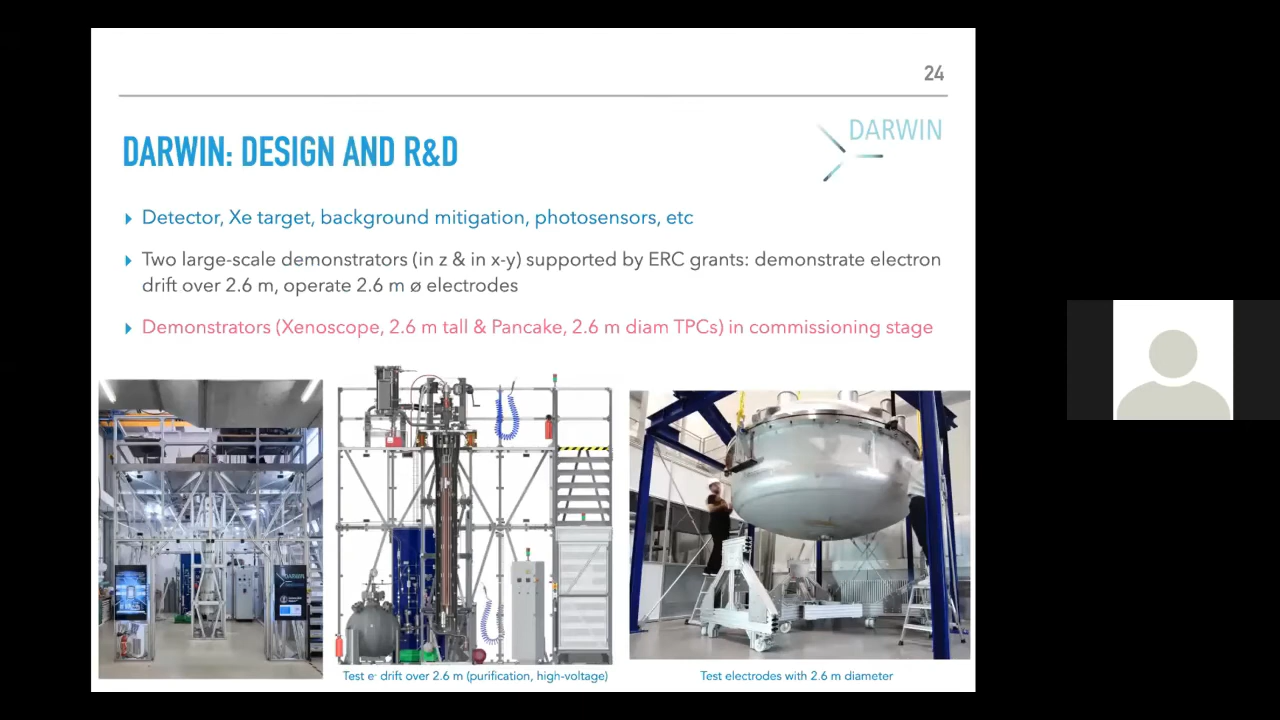 24
DARWIN
DARWIN: DESIGN AND R&D
Detector, Xe target, background mitigation, photosensors, etc
Two large-scale demonstrators (in z & in x-y) supported by ERC grants: demonstrate electron
drift over 2.6 m, operate 2.6 m ø electrodes
Demonstrators (Xenoscope, 2.6 m tall & Pancake, 2.6 m diam TPCs) in commissioning stage
DARWIN
Test e⁻ drift over 2.6 m (purification, high-voltage)
Test electrodes with 2.6 m diameter